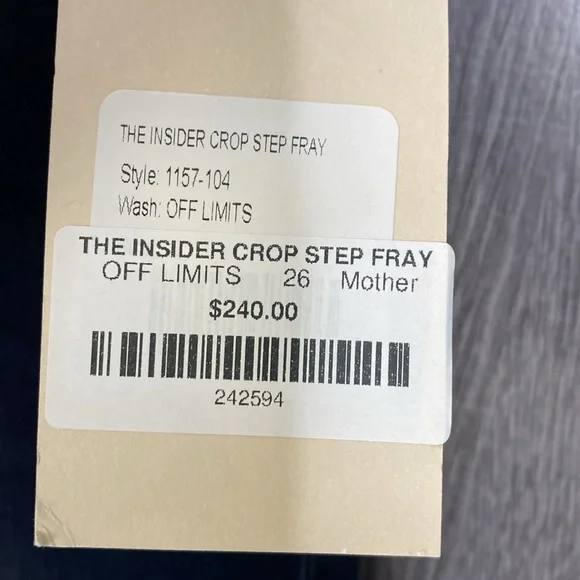 THE INSIDER CROP STEP FRAY
Style: 1157-104
Wash: OFF LIMITS
THE INSIDER CROP STEP FRAY
OFF LIMITS 26 Mother
$240.00
242594